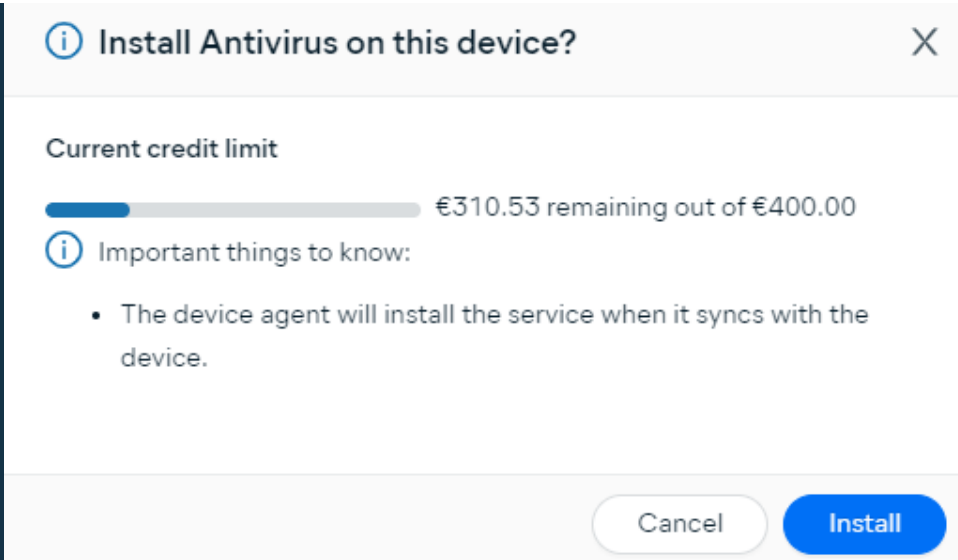 Install Antivirus on this device?
X
Current credit limit
€310.53 remaining out of €400.00
Important things to know:
• The device agent will install the service when it syncs with the
device.
Cancel
Install